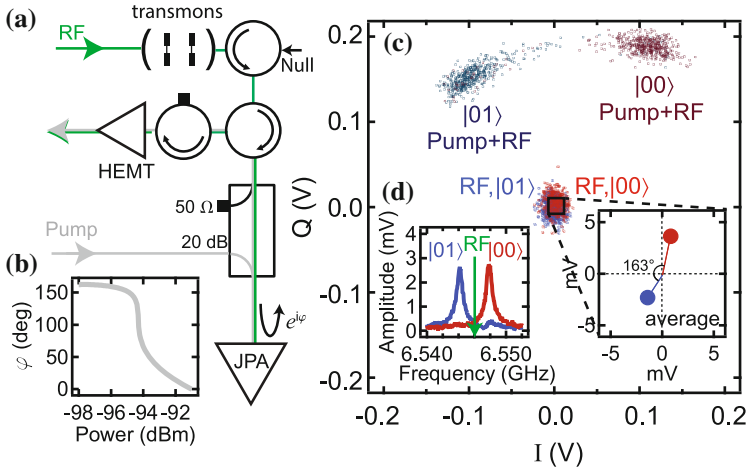 (a)
transmons
RF
Null
HEMT
50 Ω
20 dB
Pump
e^iφ
JPA
(b)
φ (deg)
150
100
50
0
-98 -96 -94 -92
Power (dBm)
(c)
Q (V)
0.2
0.1
0.0
-0.1
-0.2
-0.2 -0.1 0.0 0.1 0.2
I (V)
|01⟩
Pump+RF
|00⟩
Pump+RF
RF,|01⟩ RF,|00⟩
(d)
Amplitude (mV)
4
3
2
1
0
|01⟩ RF |00⟩
6.540 6.550
Frequency (GHz)
mV
5
0
-5
163°
average
-5 0 5
mV